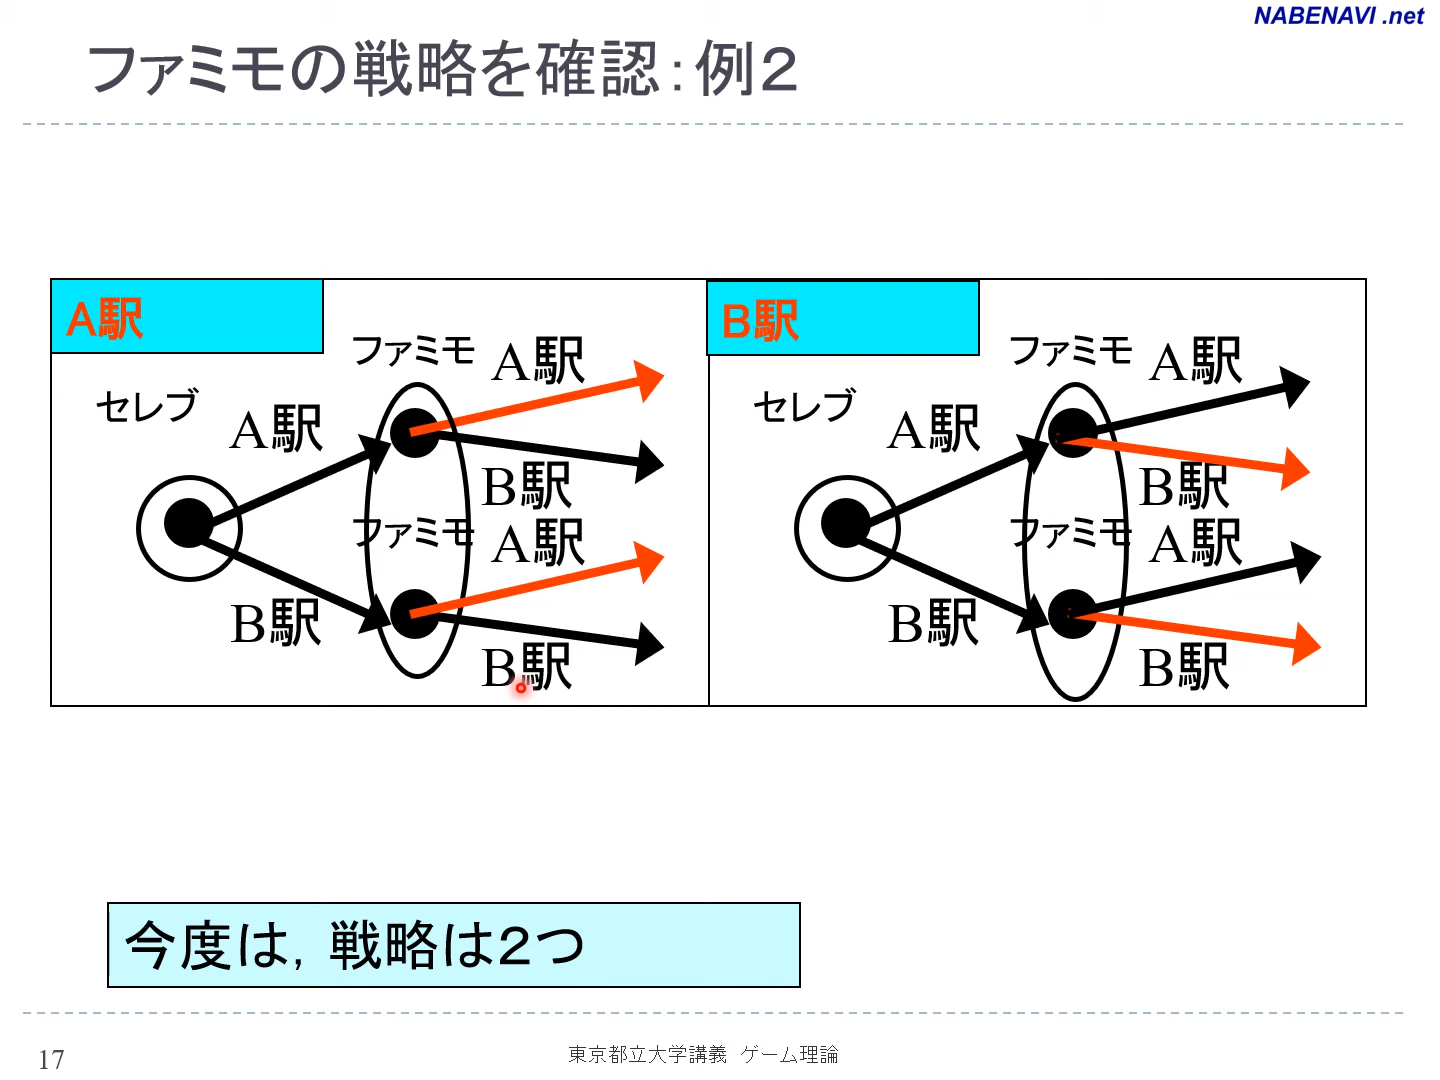 NABENAVI .net
ファミモの戦略を確認：例２
A駅
B駅
ファミモ
A駅
セレブ
A駅
B駅
ファミモ
A駅
B駅
B駅
ファミモ
A駅
セレブ
A駅
B駅
ファミモ
A駅
B駅
B駅
今度は，戦略は２つ
17
東京都立大学講義　ゲーム理論